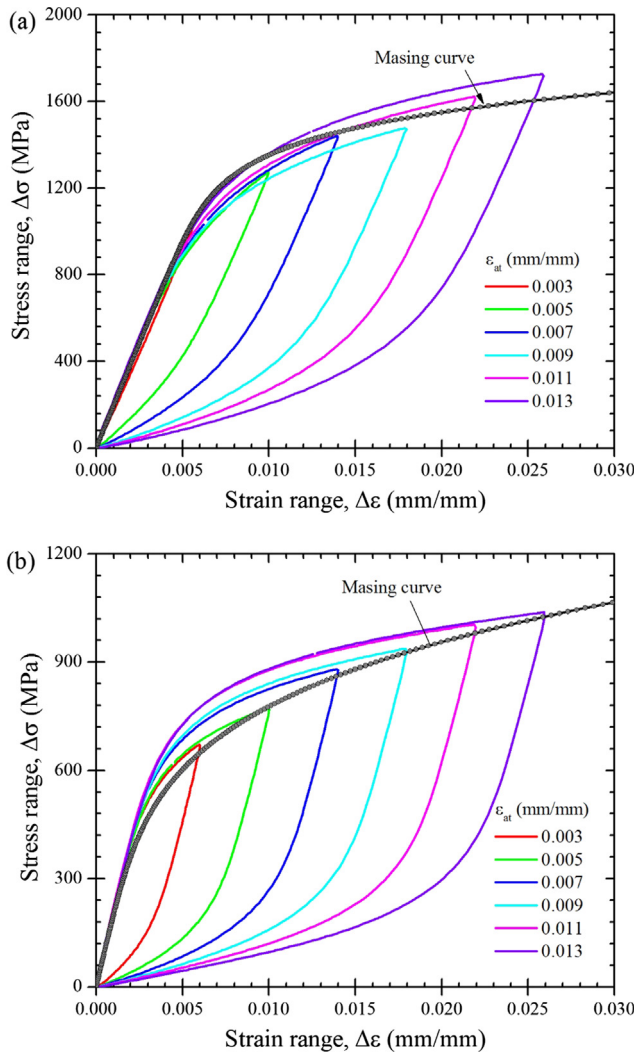 (a)
2000
1600
1200
800
400
0
Stress range, Δσ (MPa)
Masing curve
ε_at (mm/mm)
0.003
0.005
0.007
0.009
0.011
0.013
0.000 0.005 0.010 0.015 0.020 0.025 0.030
Strain range, Δε (mm/mm)
(b)
1200
900
600
300
0
Stress range, Δσ (MPa)
Masing curve
ε_at (mm/mm)
0.003
0.005
0.007
0.009
0.011
0.013
0.000 0.005 0.010 0.015 0.020 0.025 0.030
Strain range, Δε (mm/mm)